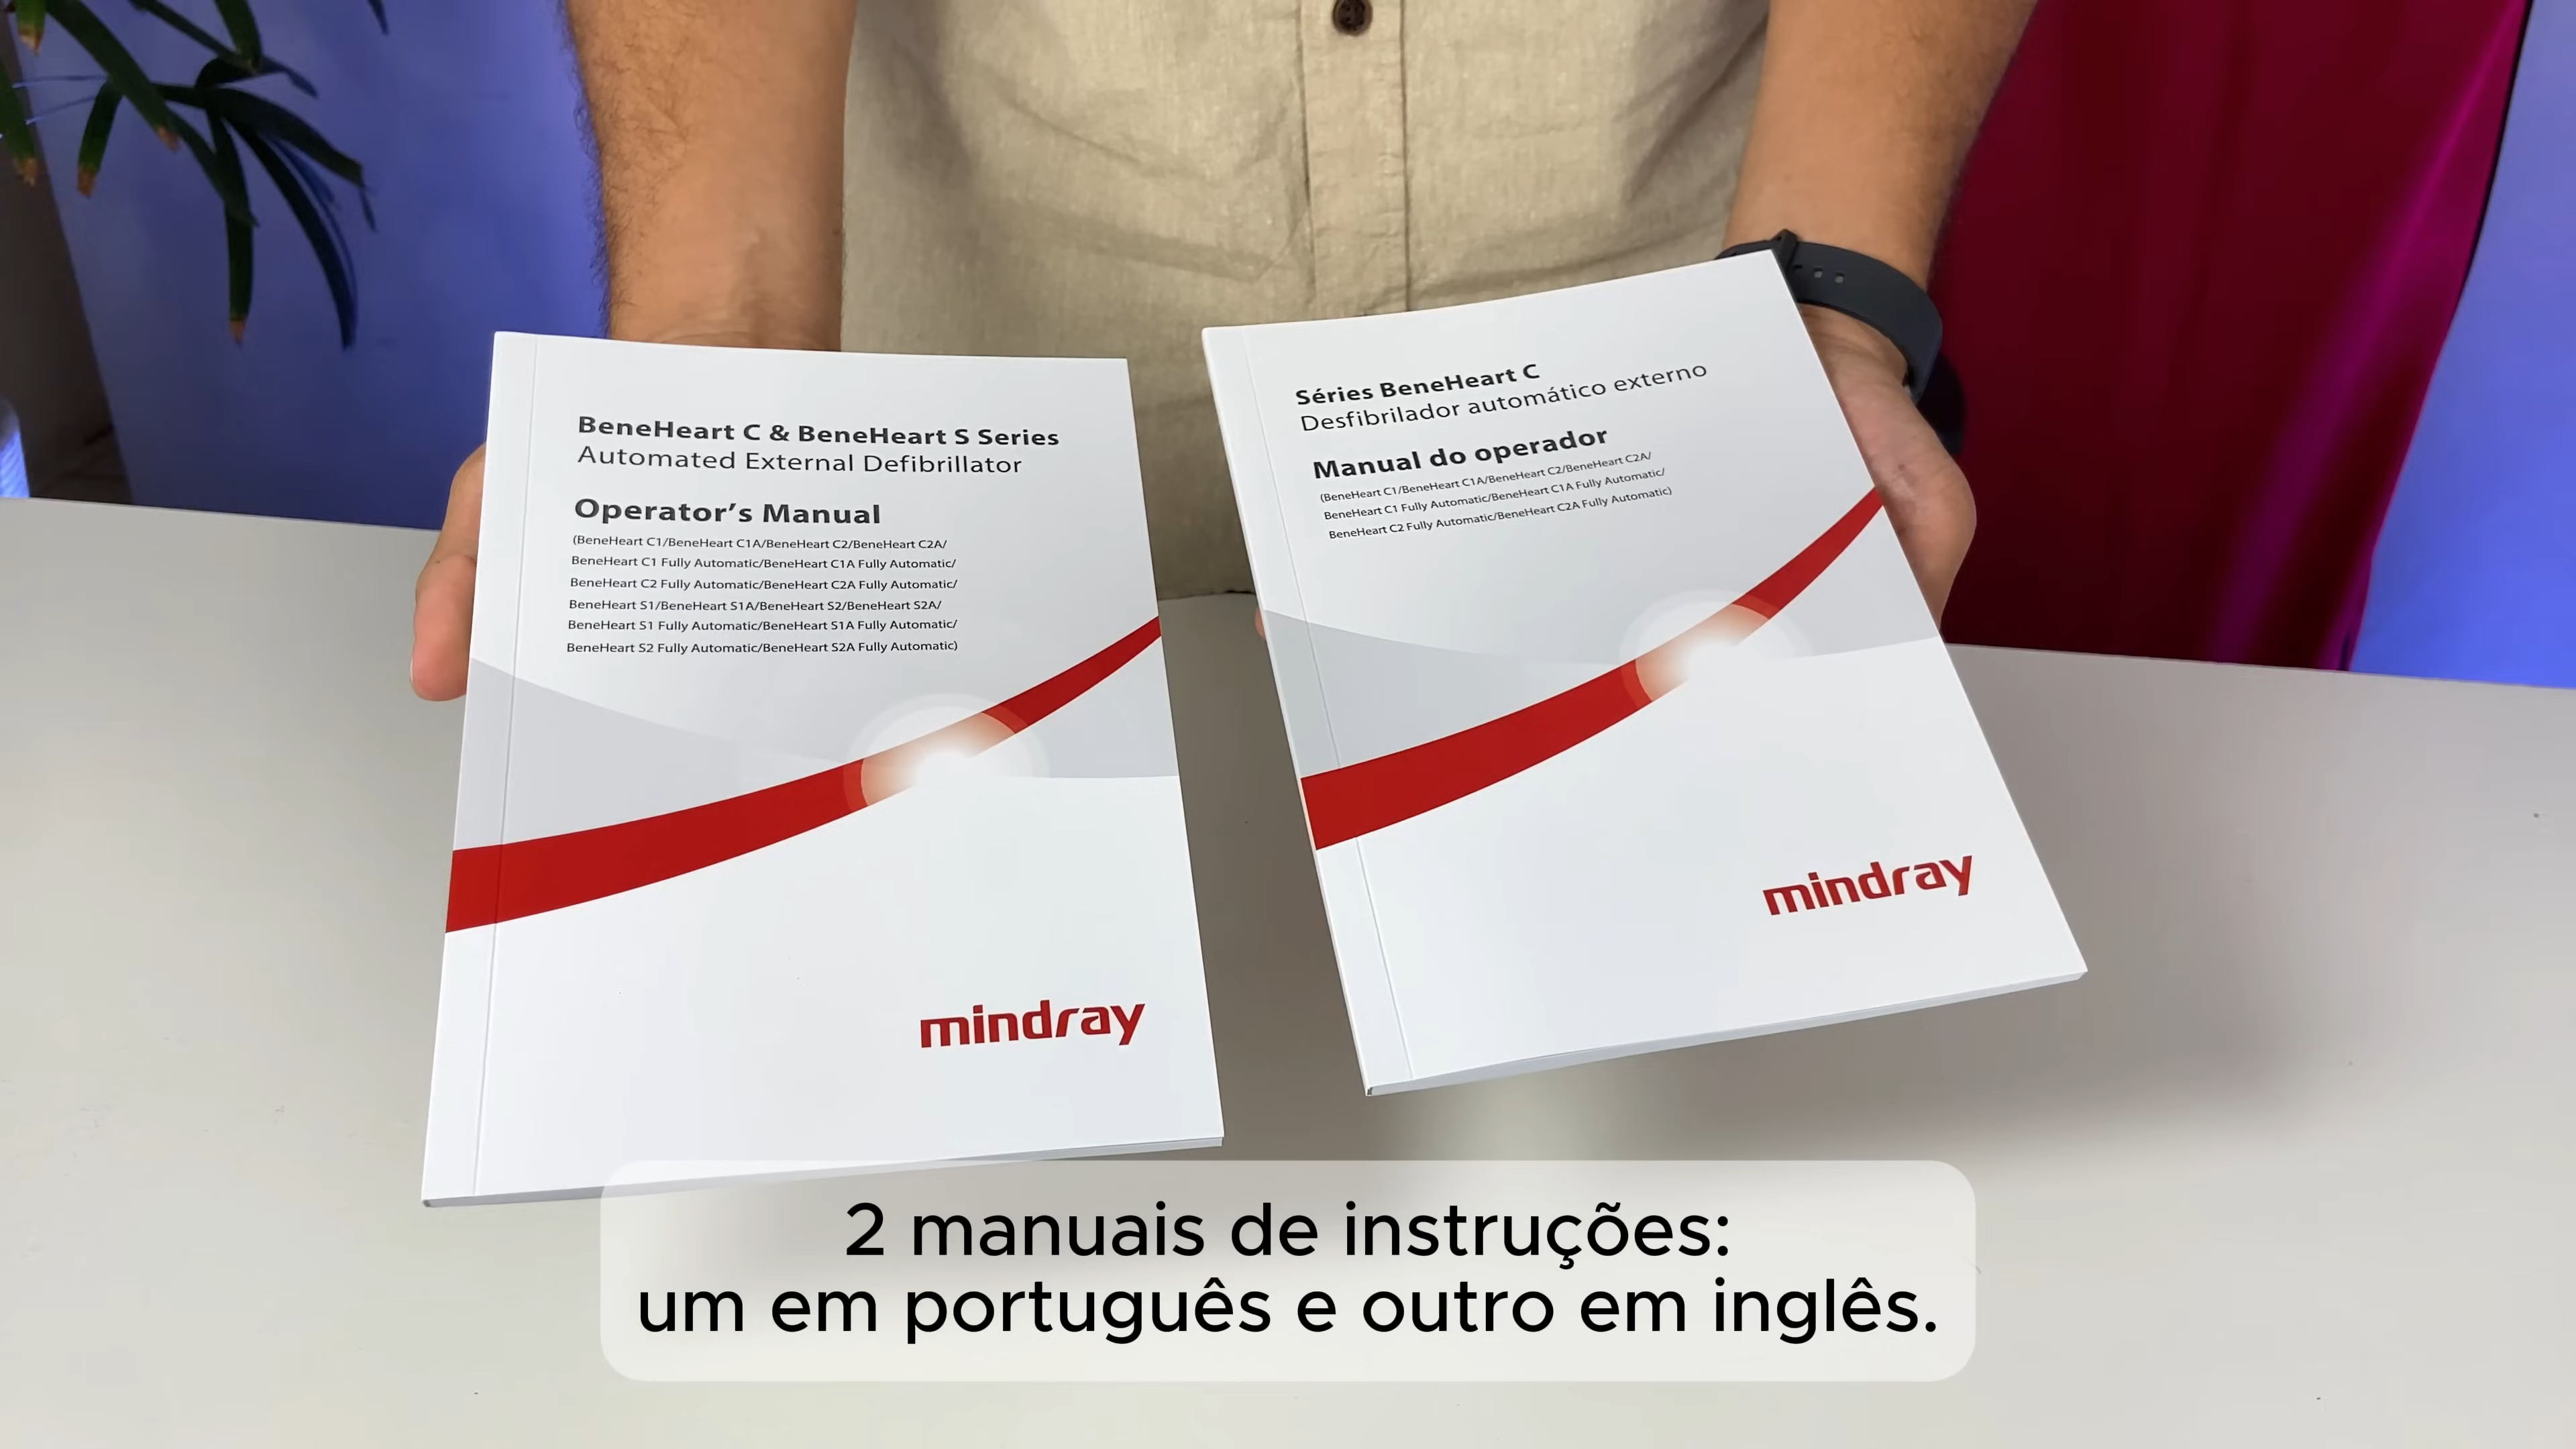 BeneHeart C & BeneHeart S Series
Automated External Defibrillator
Operator's Manual
(BeneHeart C1/BeneHeart C1A/BeneHeart C2/BeneHeart C2A/
BeneHeart C1 Fully Automatic/BeneHeart C1A Fully Automatic/
BeneHeart C2 Fully Automatic/BeneHeart C2A Fully Automatic/
BeneHeart S1/BeneHeart S1A/BeneHeart S2/BeneHeart S2A/
BeneHeart S1 Fully Automatic/BeneHeart S1A Fully Automatic/
BeneHeart S2 Fully Automatic/BeneHeart S2A Fully Automatic)
mindray
Séries BeneHeart C
Desfibrilador automático externo
Manual do operador
(BeneHeart C1/BeneHeart C1A/BeneHeart C2/BeneHeart C2A/
BeneHeart C1 Fully Automatic/BeneHeart C1A Fully Automatic/
BeneHeart C2 Fully Automatic/BeneHeart C2A Fully Automatic)
mindray
2 manuais de instruções:
um em português e outro em inglês.